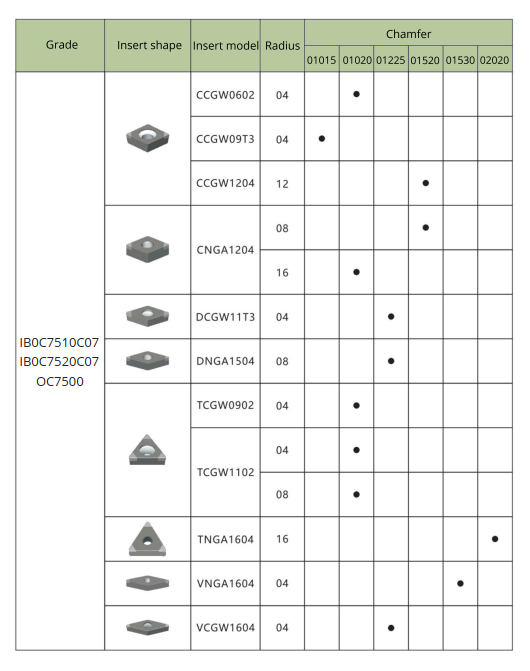 Grade Insert shape Insert model Radius Chamfer
01015 01020 01225 01520 01530 02020
CCGW0602 04 ●
CCGW09T3 04 ●
CCGW1204 12 ●
CNGA1204 08 ●
16 ●
DCGW11T3 04 ●
IB0C7510C07
IB0C7520C07
OC7500
DNGA1504 08 ●
TCGW0902 04 ●
TCGW1102 04 ●
08 ●
TNGA1604 16 ●
VNGA1604 04 ●
VCGW1604 04 ●